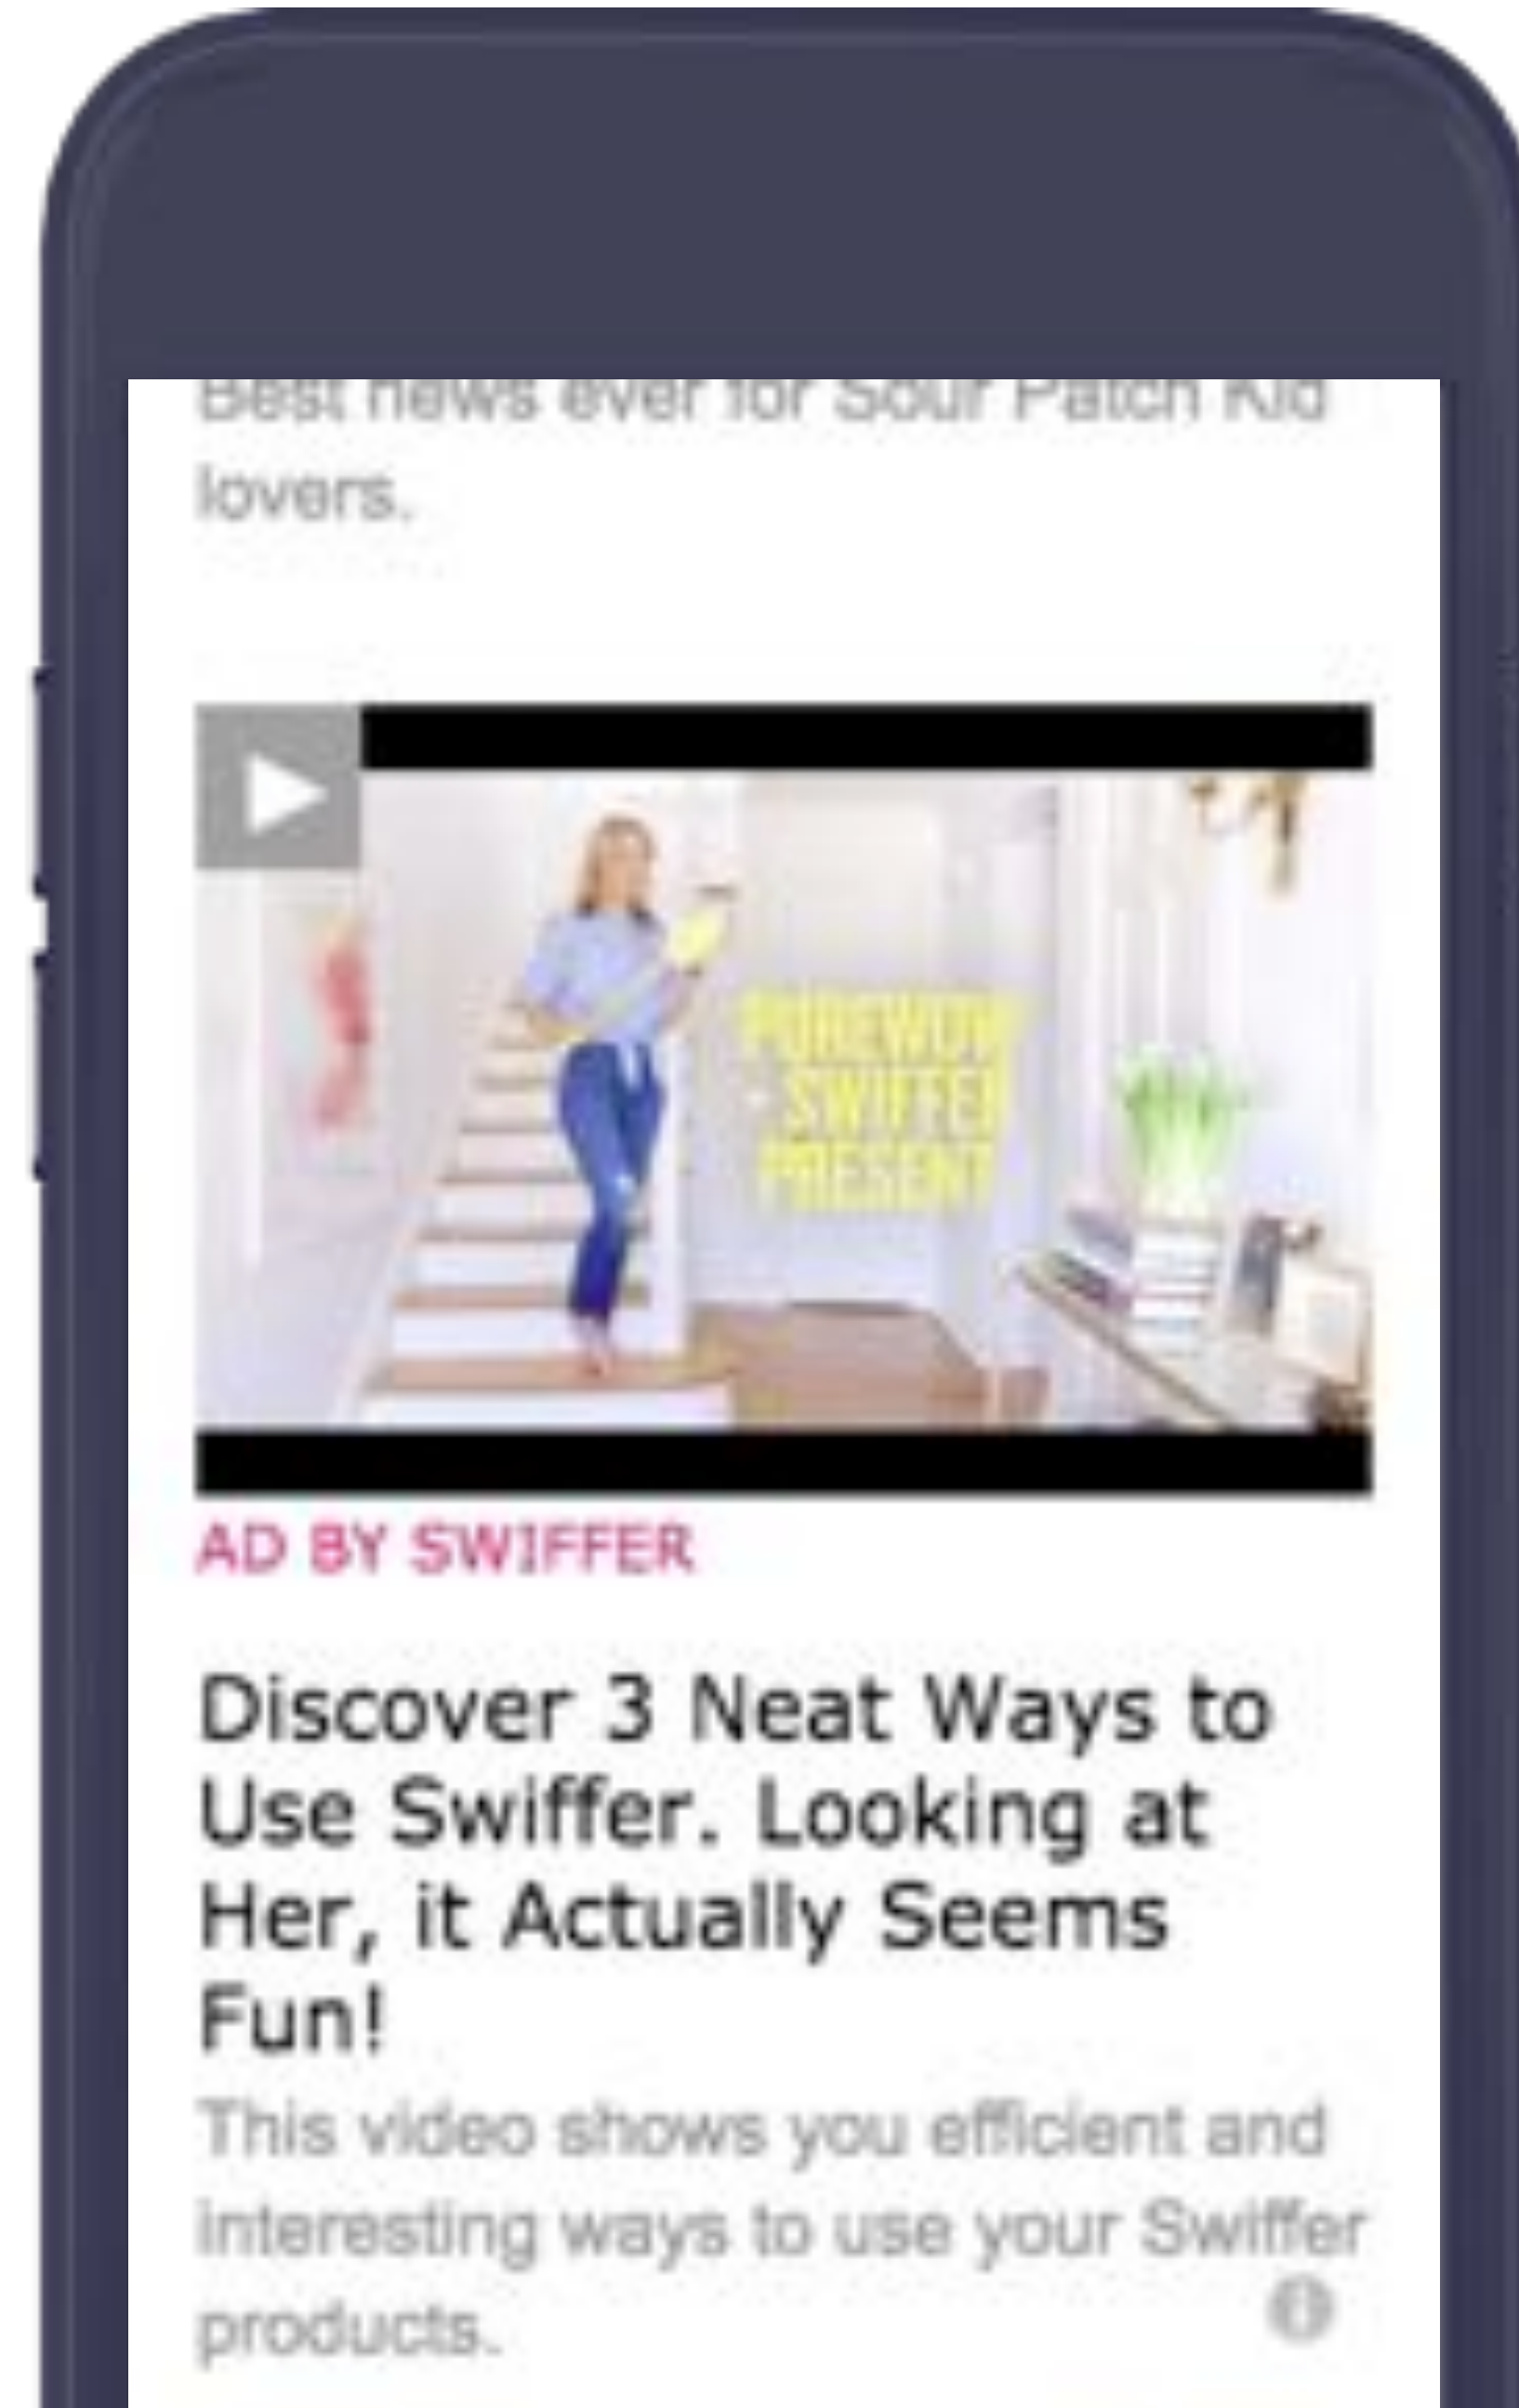 Best news ever for Sour Patch Kid
lovers.
PUREWOW
+ SWIFFER
PRESENT
AD BY SWIFFER
Discover 3 Neat Ways to
Use Swiffer. Looking at
Her, it Actually Seems
Fun!
This video shows you efficient and
interesting ways to use your Swiffer
products.